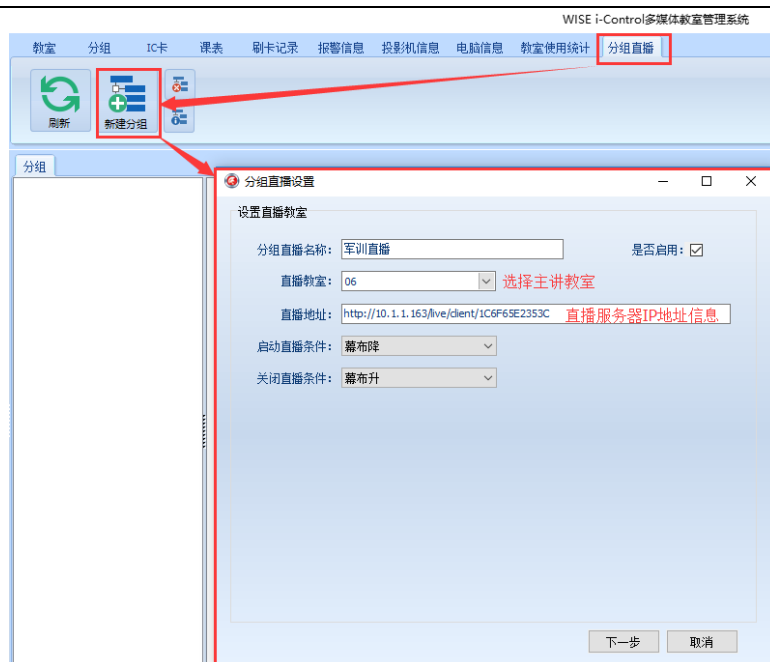 WISE i-Control多媒体教室管理系统
教室 分组 IC卡 课表 刷卡记录 报警信息 投影机信息 电脑信息 教室使用统计 分组直播
刷新 新建分组
分组
分组直播设置
设置直播教室
分组直播名称： 军训直播 是否启用：
直播教室： 06 选择主讲教室
直播地址： http://10.1.1.163/live/client/1C6F65E2353C 直播服务器IP地址信息
启动直播条件： 幕布降
关闭直播条件： 幕布升
下一步 取消